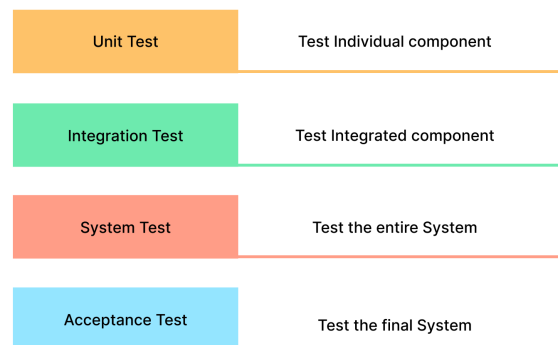 Unit Test
Test Individual component
Integration Test
Test Integrated component
System Test
Test the entire System
Acceptance Test
Test the final System